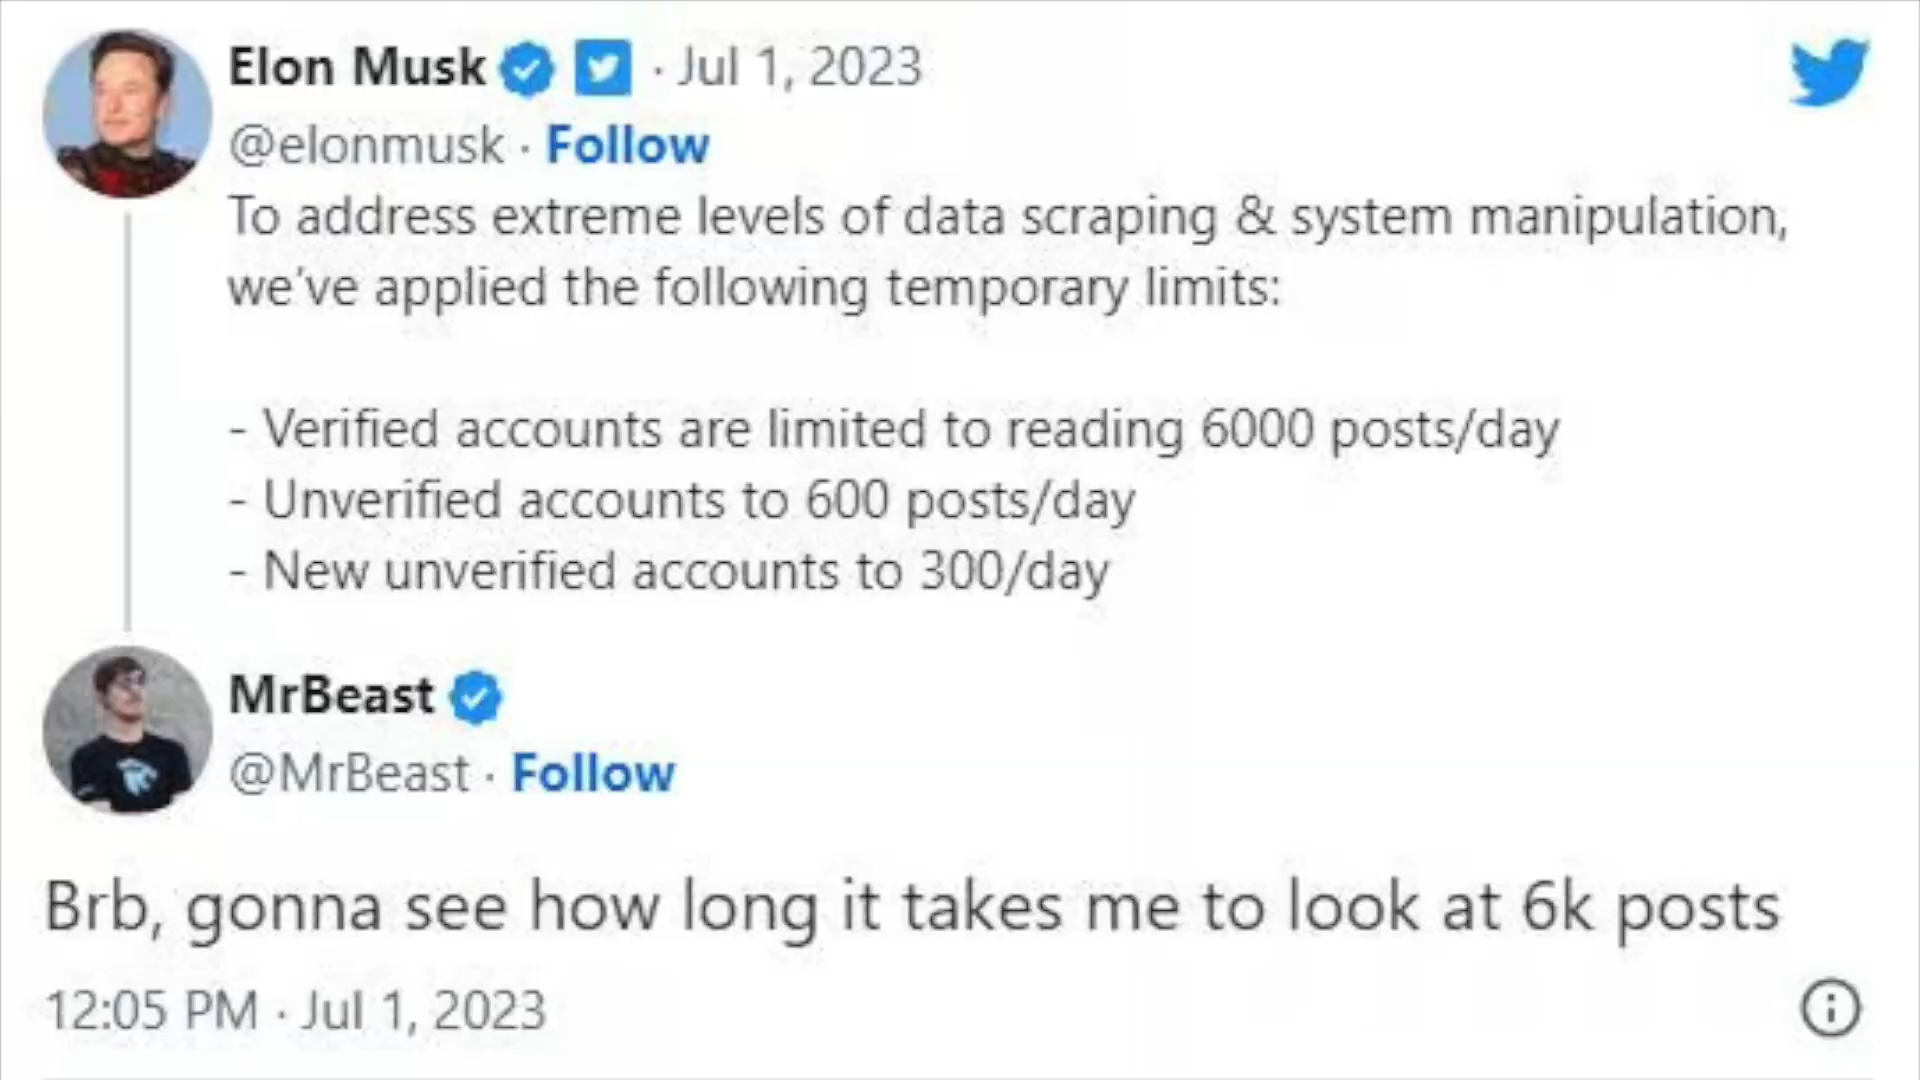 Elon Musk · Jul 1, 2023
@elonmusk · Follow
To address extreme levels of data scraping & system manipulation,
we've applied the following temporary limits:
- Verified accounts are limited to reading 6000 posts/day
- Unverified accounts to 600 posts/day
- New unverified accounts to 300/day
MrBeast
@MrBeast · Follow
Brb, gonna see how long it takes me to look at 6k posts
12:05 PM · Jul 1, 2023